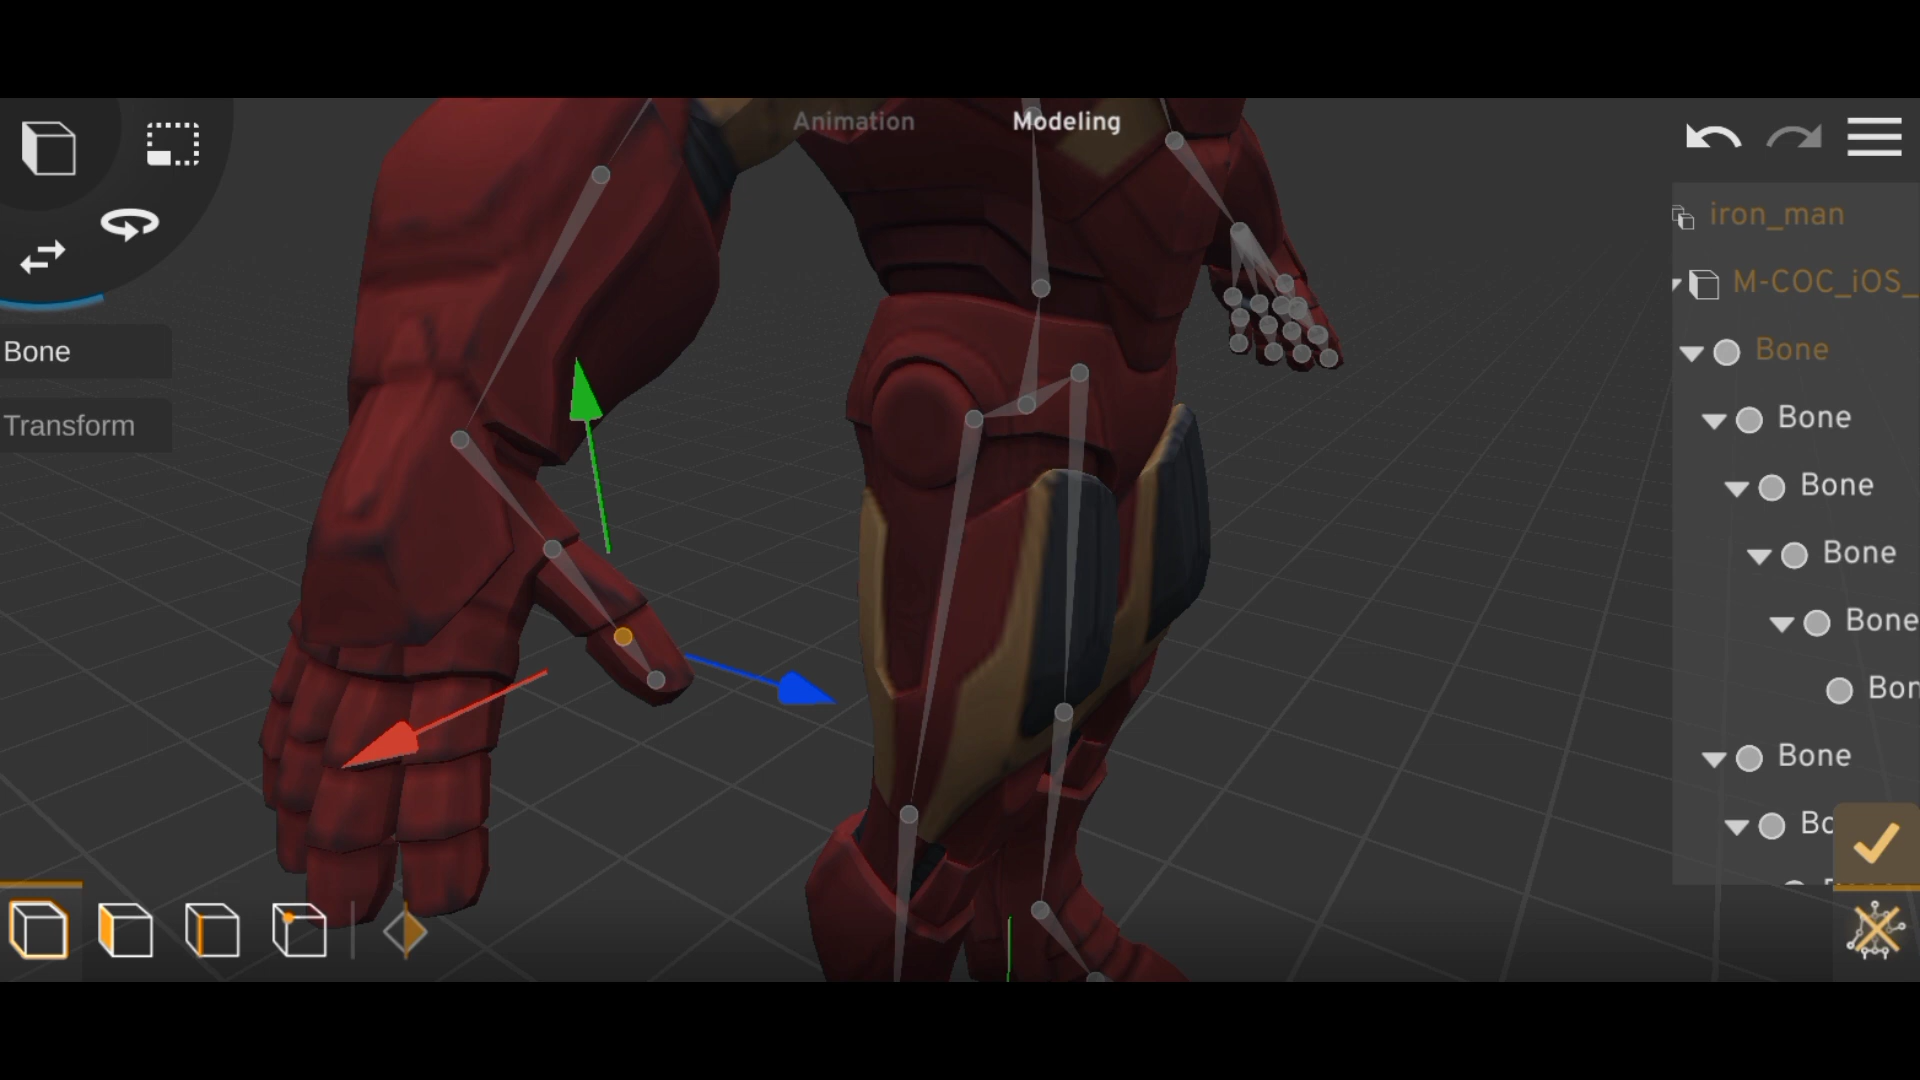 Animation
Modeling
iron_man
M-COC_iOS_
Bone
Bone
Transform
Bone
Bone
Bone
Bone
Bon
Bone
Bo